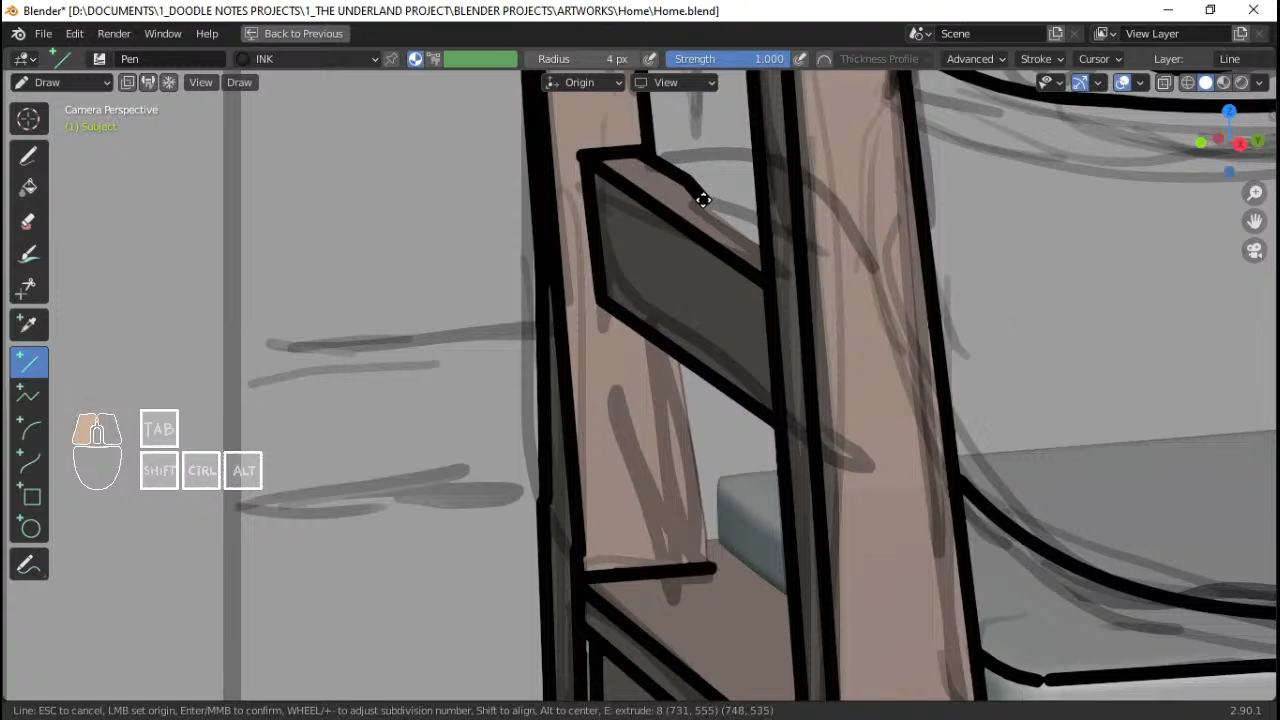 Blender* [D:\DOCUMENTS\1_DOODLE NOTES PROJECTS\1_THE UNDERLAND PROJECT\BLENDER PROJECTS\ARTWORKS\Home\Home.blend]
File Edit Render Window Help Back to Previous Scene View Layer
Pen INK Radius 4 px Strength 1.000 Thickness Profile Advanced Stroke Cursor Layer: Line
Draw View Draw Origin View
Camera Perspective
(1) Subject
Z
X
Y
TAB
SHIFT CTRL ALT
Line: ESC to cancel, LMB set origin, Enter/MMB to confirm, WHEEL/+- to adjust subdivision number, Shift to align, Alt to center, E: extrude: 8 (731, 555) (748, 535) 2.90.1